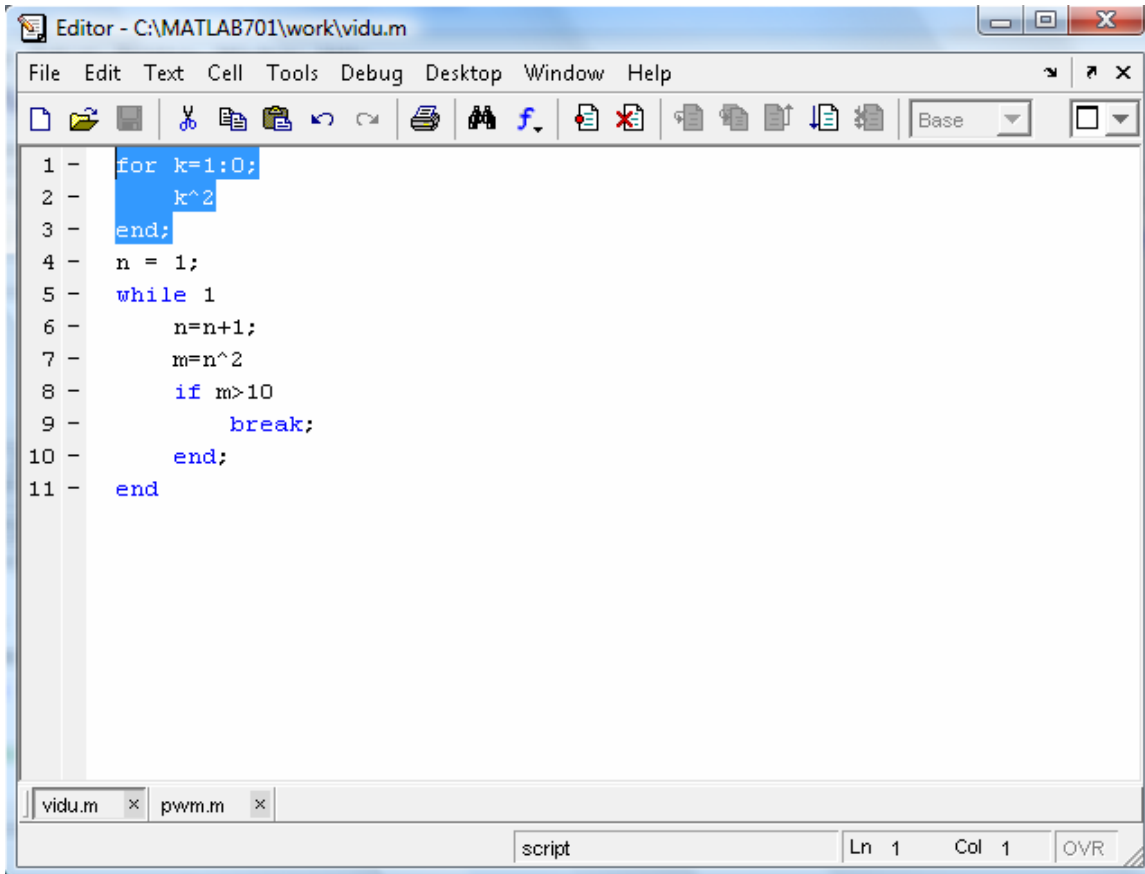 Editor - C:\MATLAB701\work\vidu.m
File Edit Text Cell Tools Debug Desktop Window Help
Base
1 - for k=1:0;
2 - k^2
3 - end;
4 - n = 1;
5 - while 1
6 - n=n+1;
7 - m=n^2
8 - if m>10
9 - break;
10 - end;
11 - end
vidu.m × pwm.m ×
script Ln 1 Col 1 OVR